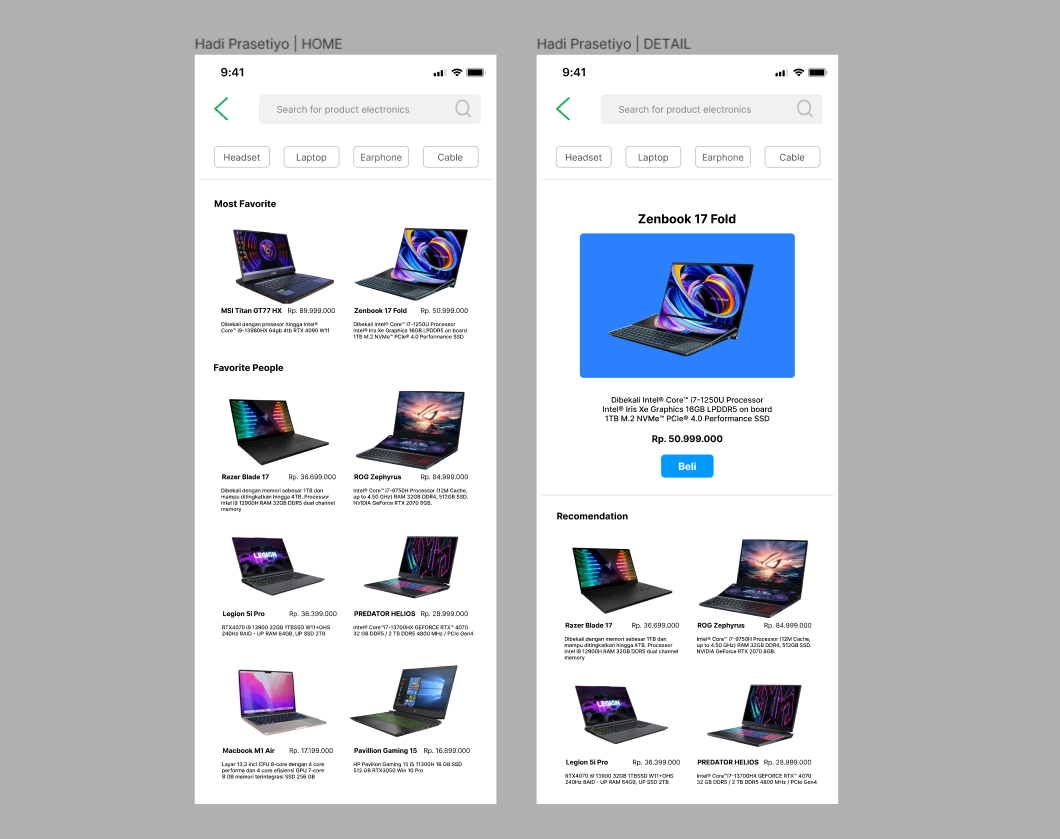 Hadi Prasetiyo | HOME
9:41
Search for product electronics
Headset
Laptop
Earphone
Cable
Most Favorite
MSI Titan GT77 HX
Rp. 89.999.000
Dibekali dengan prosesor hingga Intel®
Core™ i9-13980HX 64gb 4tb RTX 4090 W11
Zenbook 17 Fold
Rp. 50.999.000
Dibekali Intel® Core™ i7-1250U Processor
Intel® Iris Xe Graphics 16GB LPDDR5 on board
1TB M.2 NVMe™ PCIe® 4.0 Performance SSD
Favorite People
Razer Blade 17
Rp. 36.699.000
Dibekali dengan memori sebesar 1TB dan
mampu ditingkatkan hingga 4TB. Processor
intel i9 12900H RAM 32GB DDR5 dual channel
memory
ROG Zephyrus
Rp. 84.999.000
Intel® Core™ i7-9750H Processor (12M Cache,
up to 4.50 GHz) RAM 32GB DDR4, 512GB SSD.
NVIDIA GeForce RTX 2070 8GB.
LEGION
Legion 5i Pro
Rp. 36.399.000
RTX4070 I9 13900 32GB 1TBSSD W11+OHS
240Hz 8AID - UP RAM 64GB, UP SSD 2TB
PREDATOR HELIOS
Rp. 28.999.000
Intel® Core™i7-13700HX GEFORCE RTX™ 4070
32 GB DDR5 / 2 TB DDR5 4800 MHz / PCIe Gen4
Macbook M1 Air
Rp. 17.199.000
Layar 13,3 inci CPU 8-core dengan 4 core
performa dan 4 core efisiensi GPU 7-core
8 GB memori terintegrasi SSD 256 GB
Pavillion Gaming 15
Rp. 16.899.000
HP Pavilion Gaming 15 i5 11300H 16 GB SSD
512 GB RTX3050 Win 10 Pro
Hadi Prasetiyo | DETAIL
9:41
Search for product electronics
Headset
Laptop
Earphone
Cable
Zenbook 17 Fold
Dibekali Intel® Core™ i7-1250U Processor
Intel® Iris Xe Graphics 16GB LPDDR5 on board
1TB M.2 NVMe™ PCIe® 4.0 Performance SSD
Rp. 50.999.000
Beli
Recomendation
Razer Blade 17
Rp. 36.699.000
Dibekali dengan memori sebesar 1TB dan
mampu ditingkatkan hingga 4TB. Processor
intel i9 12900H RAM 32GB DDR5 dual channel
memory
ROG Zephyrus
Rp. 84.999.000
Intel® Core™ i7-9750H Processor (12M Cache,
up to 4.50 GHz) RAM 32GB DDR4, 512GB SSD.
NVIDIA GeForce RTX 2070 8GB.
LEGION
Legion 5i Pro
Rp. 36.399.000
RTX4070 I9 13900 32GB 1TBSSD W11+OHS
240Hz 8AID - UP RAM 64GB, UP SSD 2TB
PREDATOR HELIOS
Rp. 28.999.000
Intel® Core™i7-13700HX GEFORCE RTX™ 4070
32 GB DDR5 / 2 TB DDR5 4800 MHz / PCIe Gen4